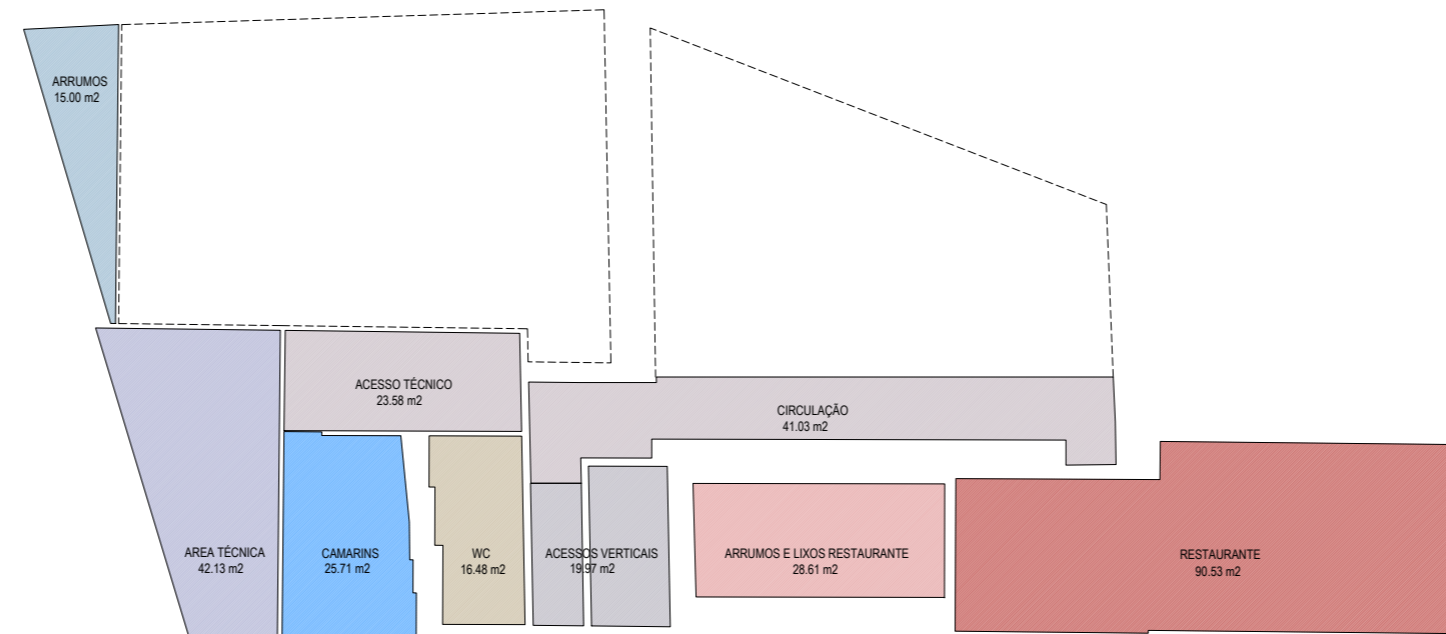 ARRUMOS
15.00 m2
ACESSO TÉCNICO
23.58 m2
CIRCULAÇÃO
41.03 m2
AREA TÉCNICA
42.13 m2
CAMARINS
25.71 m2
WC
16.48 m2
ACESSOS VERTICAIS
19.97 m2
ARRUMOS E LIXOS RESTAURANTE
28.61 m2
RESTAURANTE
90.53 m2